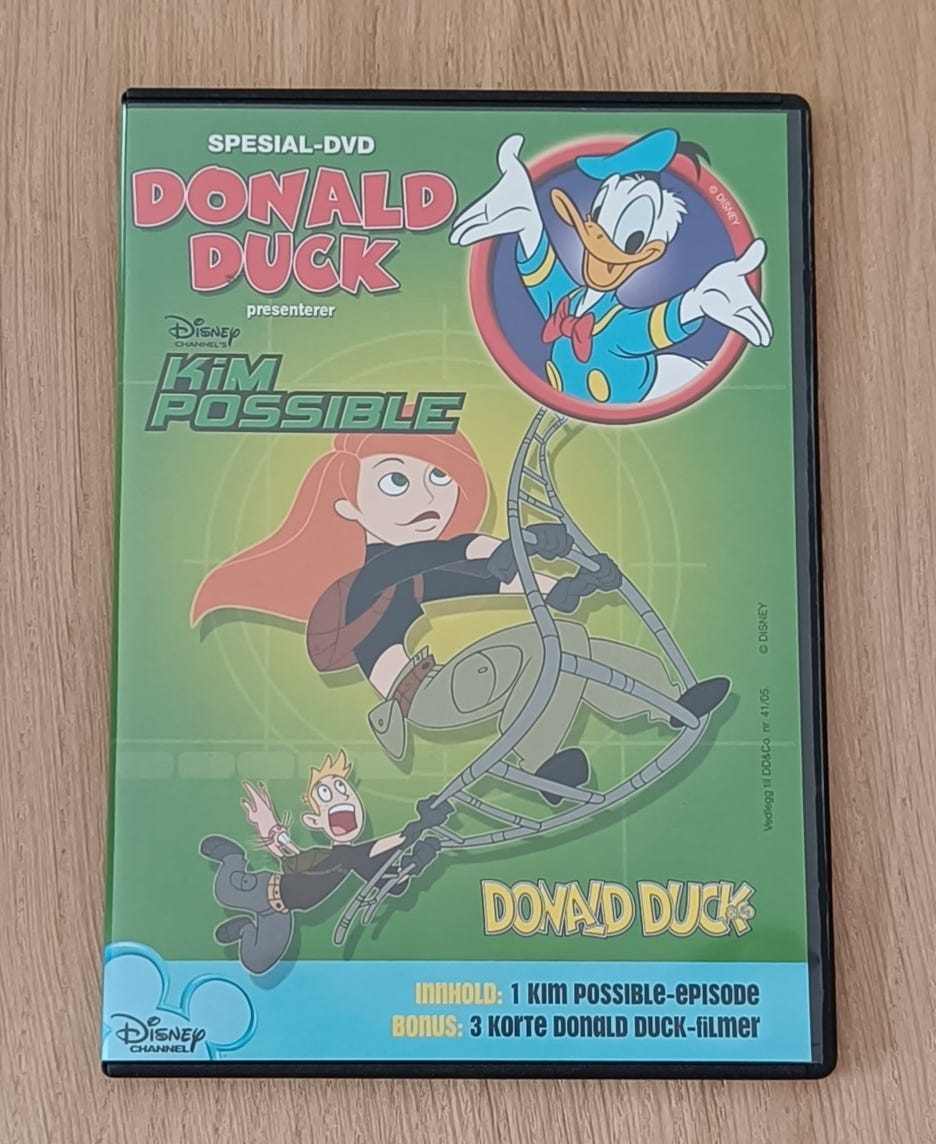 SPESIAL-DVD
DONALD
DUCK
presenterer
© DISNEY
DISNEY
CHANNEL'S
KIM
POSSIBLE
© DISNEY
Vedlegg til DD&Co. nr. 41/05
DONALD DUCK &CO
INNHOLD: 1 KIM POSSIBLE-EPISODE
BONUS: 3 KORTE DONALD DUCK-FILMER
DISNEY
CHANNEL